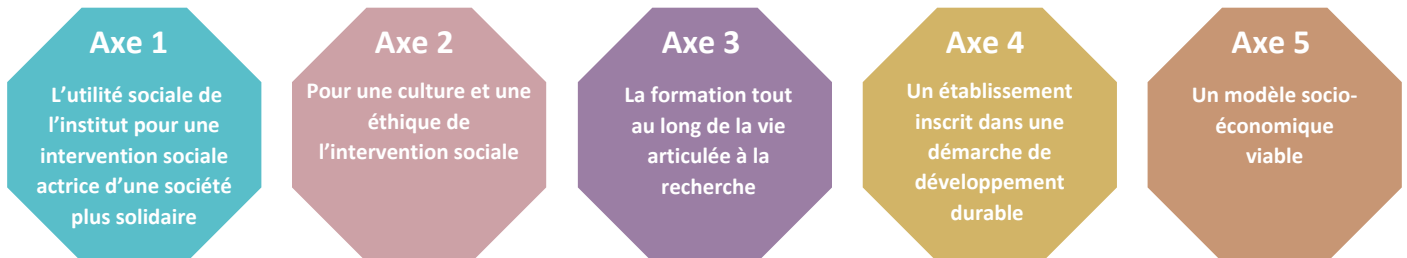 Axe 1
L’utilité sociale de
l’institut pour une
intervention sociale
actrice d’une société
plus solidaire
Axe 2
Pour une culture et une
éthique de
l’intervention sociale
Axe 3
La formation tout
au long de la vie
articulée à la
recherche
Axe 4
Un établissement
inscrit dans une
démarche de
développement
durable
Axe 5
Un modèle socio-
économique
viable